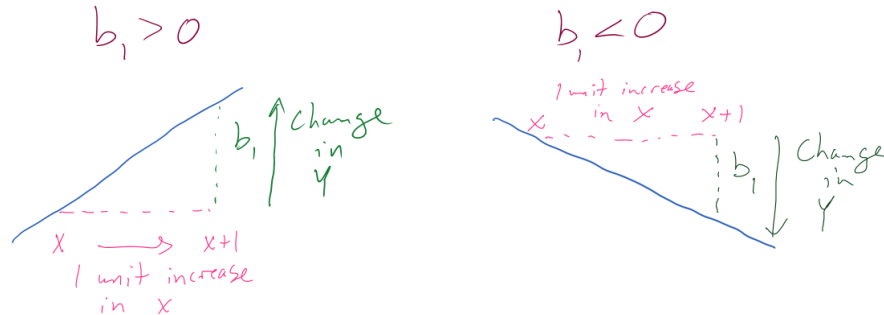 b₁ > 0
b₁
Change
in
Y
x
x+1
1 unit increase
in x
b₁ < 0
1 unit increase
in x
x
x+1
b₁
Change
in
Y